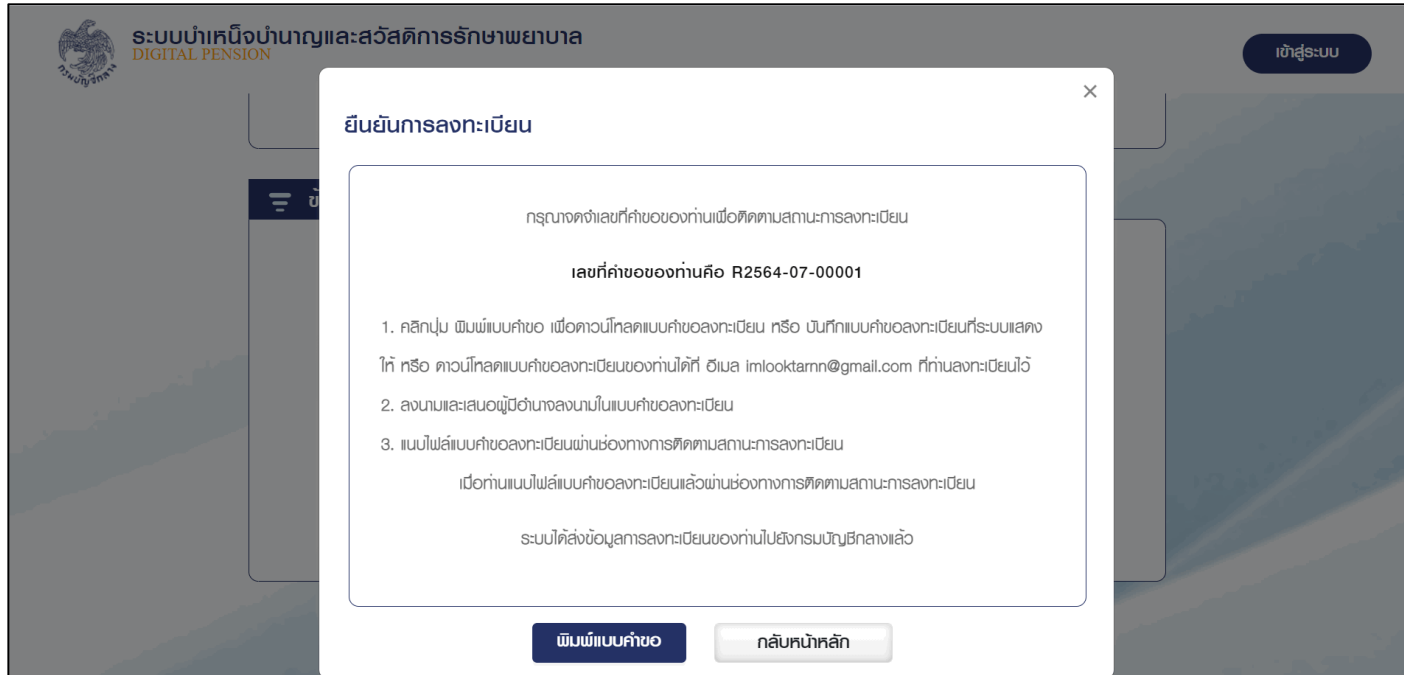 ระบบบำเหน็จบำนาญและสวัสดิการรักษาพยาบาล
DIGITAL PENSION
กรมบัญชีกลาง
เข้าสู่ระบบ
×
ยืนยันการลงทะเบียน
กรุณาจดจำเลขที่คำขอของท่านเพื่อติดตามสถานะการลงทะเบียน
เลขที่คำขอของท่านคือ R2564-07-00001
1. คลิกปุ่ม พิมพ์แบบคำขอ เพื่อดาวน์โหลดแบบคำขอลงทะเบียน หรือ บันทึกแบบคำขอลงทะเบียนที่ระบบแสดง
ให้ หรือ ดาวน์โหลดแบบคำขอลงทะเบียนของท่านได้ที่ อีเมล imlooktarnn@gmail.com ที่ท่านลงทะเบียนไว้
2. ลงนามและเสนอผู้มีอำนาจลงนามในแบบคำขอลงทะเบียน
3. แนบไฟล์แบบคำขอลงทะเบียนผ่านช่องทางการติดตามสถานะการลงทะเบียน
เมื่อท่านแนบไฟล์แบบคำขอลงทะเบียนแล้วผ่านช่องทางการติดตามสถานะการลงทะเบียน
ระบบได้ส่งข้อมูลการลงทะเบียนของท่านไปยังกรมบัญชีกลางแล้ว
พิมพ์แบบคำขอ
กลับหน้าหลัก